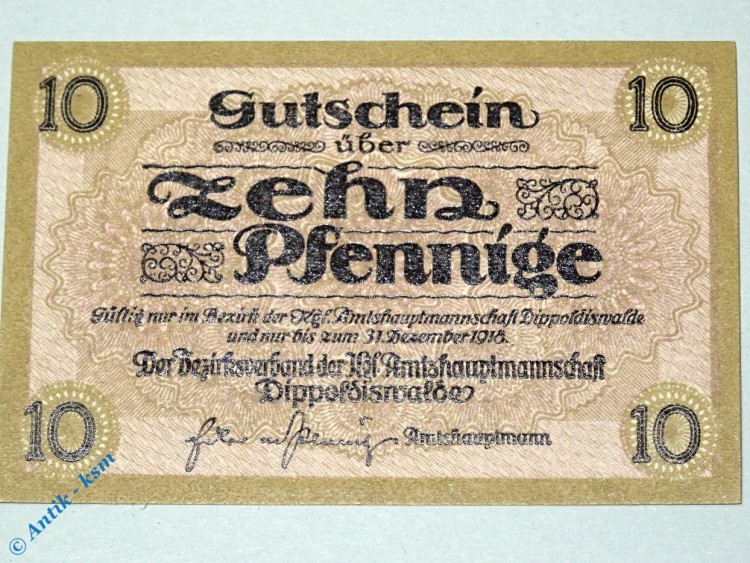 10 10
Gutschein
über
Zehn
Pfennige
Gültig nur im Bezirk der Kgl. Amtshauptmannschaft Dippoldiswalde
und nur bis zum 31. Dezember 1918.
Der Bezirksverband der Kgl Amtshauptmannschaft
Dippoldiswalde
10 Amtshauptmann 10
© Antik - ksm